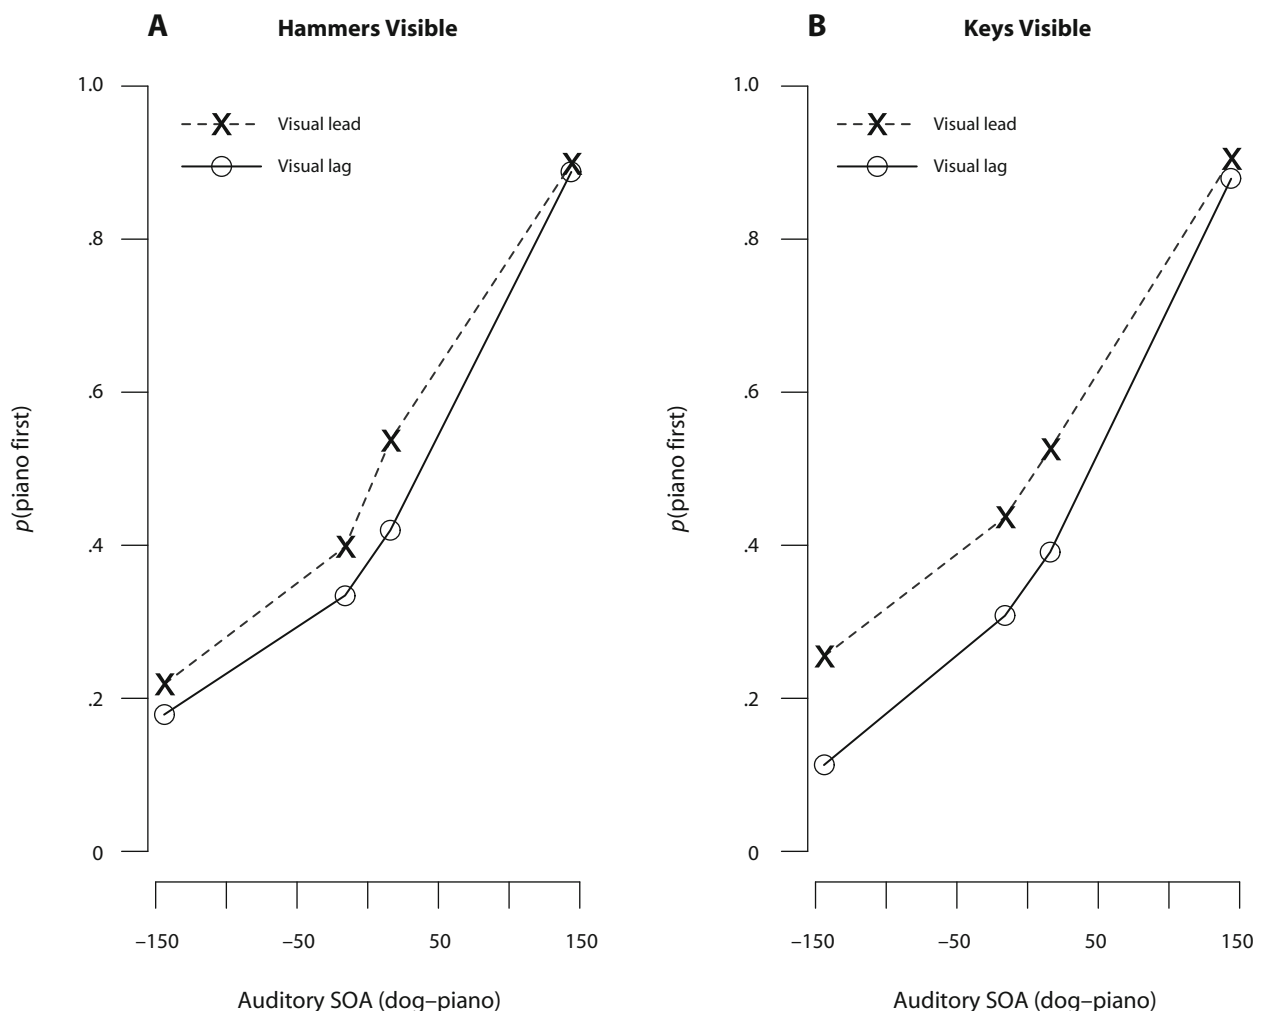 A Hammers Visible
1.0
.8
.6
.4
.2
0
p(piano first)
Visual lead
Visual lag
–150 –50 50 150
Auditory SOA (dog–piano)
B Keys Visible
1.0
.8
.6
.4
.2
0
p(piano first)
Visual lead
Visual lag
–150 –50 50 150
Auditory SOA (dog–piano)